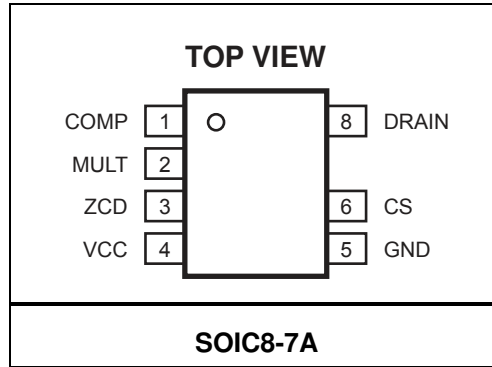 TOP VIEW
COMP 1 8 DRAIN
MULT 2
ZCD 3 6 CS
VCC 4 5 GND
SOIC8-7A